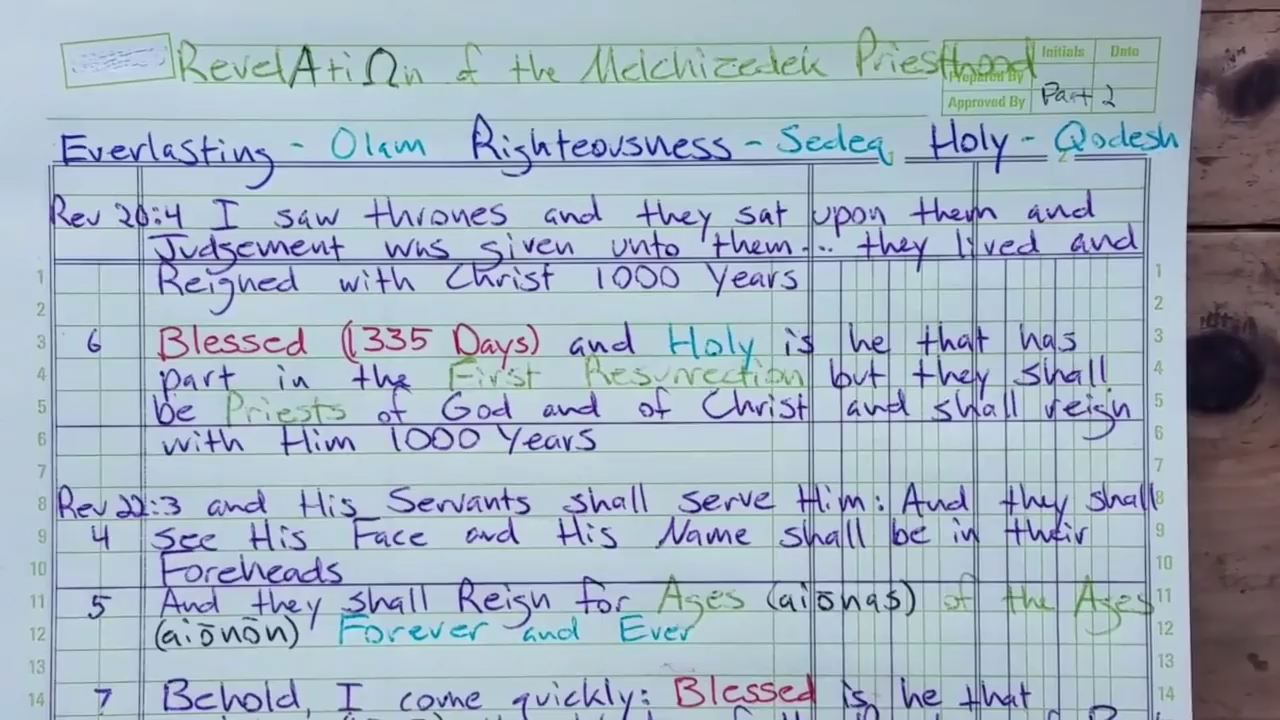 RevelAtiΩn of the Melchizedek Priesthood
Initials Date
Prepared By
Approved By Part 2
Everlasting - Olam Righteousness - Sedeq Holy - Qodesh
Rev 20:4 I saw thrones and they sat upon them and
Judgement was given unto them... they lived and
1 Reigned with Christ 1000 Years 1
2 2
3 6 Blessed (1335 Days) and Holy is he that has 3
4 part in the First Resurrection but they shall 4
5 be Priests of God and of Christ and shall reign 5
6 with Him 1000 Years 6
7 7
8 Rev 22:3 and His Servants shall serve Him: And they shall 8
9 4 see His Face and His Name shall be in their 9
10 Foreheads 10
11 5 And they shall Reign for Ages (aiōnas) of the Ages 11
12 (aiōnōn) Forever and Ever 12
13 13
14 7 Behold, I come quickly: Blessed is he that 14